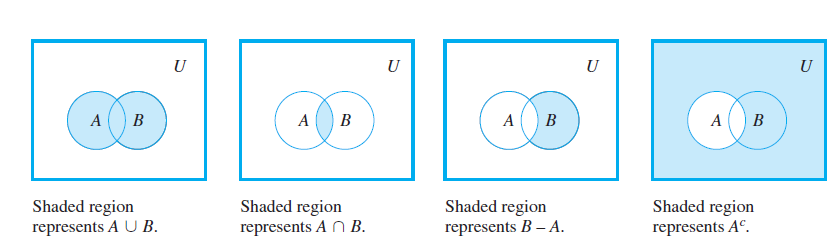 U
A B
Shaded region
represents A ∪ B.
U
A B
Shaded region
represents A ∩ B.
U
A B
Shaded region
represents B – A.
U
A B
Shaded region
represents Aᶜ.